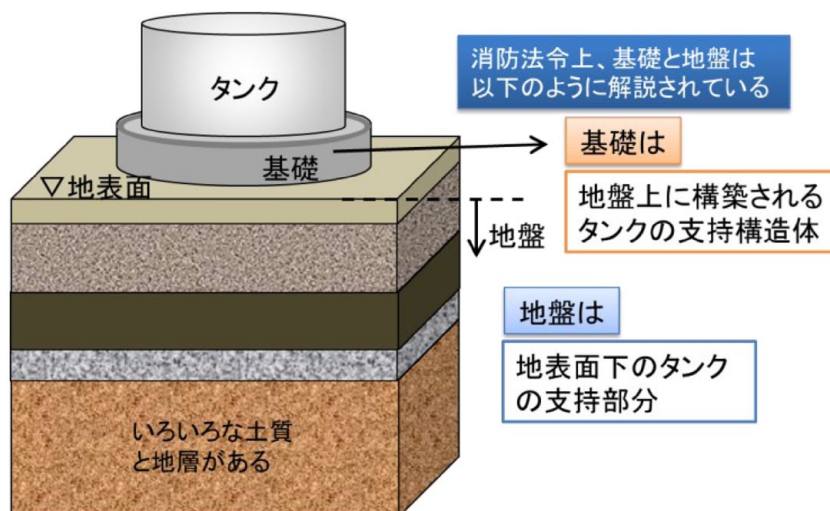 タンク
基礎
▽地表面
地盤
いろいろな土質
と地層がある
消防法令上、基礎と地盤は
以下のように解説されている
基礎は
地盤上に構築される
タンクの支持構造体
地盤は
地表面下のタンク
の支持部分